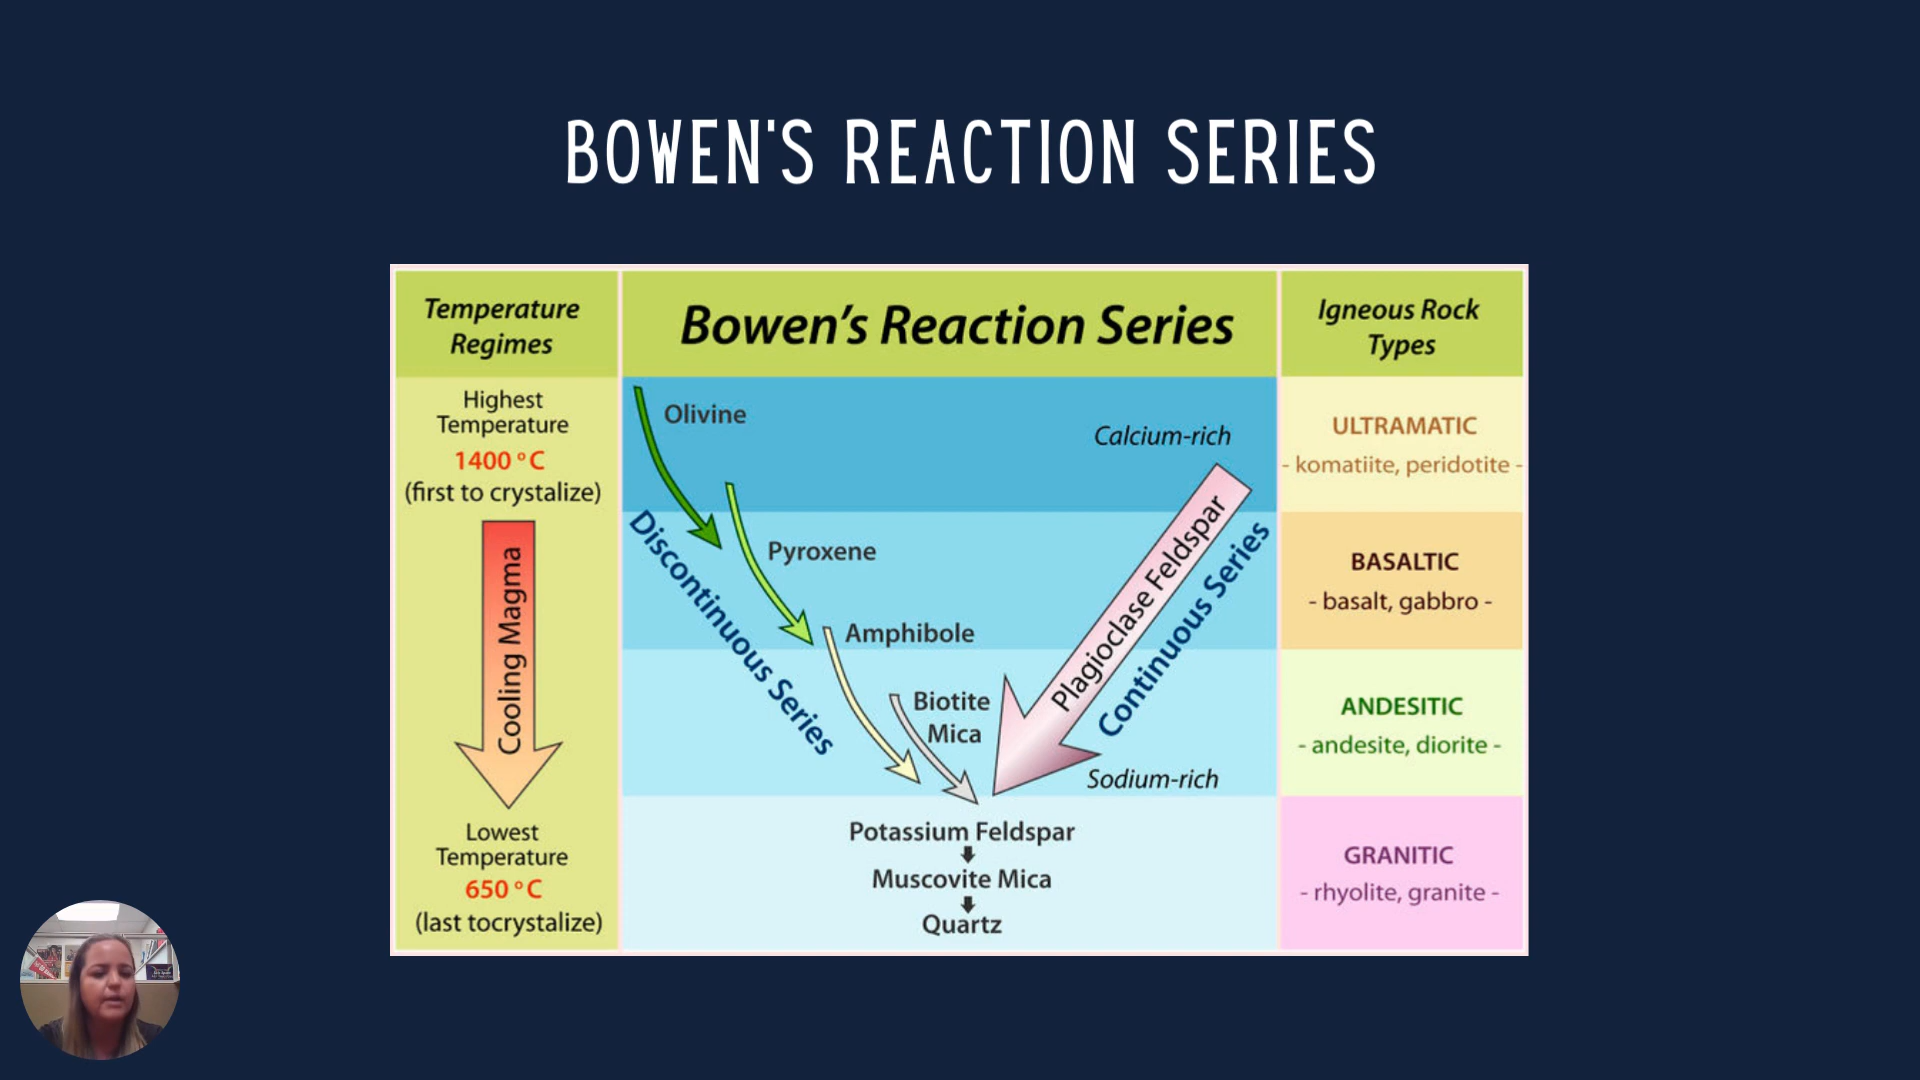 BOWEN'S REACTION SERIES
Temperature
Regimes
Bowen's Reaction Series
Igneous Rock
Types
Highest
Temperature
1400 °C
(first to crystalize)
Cooling Magma
Lowest
Temperature
650 °C
(last tocrystalize)
Olivine
Pyroxene
Amphibole
Biotite
Mica
Discontinuous Series
Calcium-rich
Plagioclase Feldspar
Continuous Series
Sodium-rich
Potassium Feldspar
Muscovite Mica
Quartz
ULTRAMATIC
- komatiite, peridotite -
BASALTIC
- basalt, gabbro -
ANDESITIC
- andesite, diorite -
GRANITIC
- rhyolite, granite -